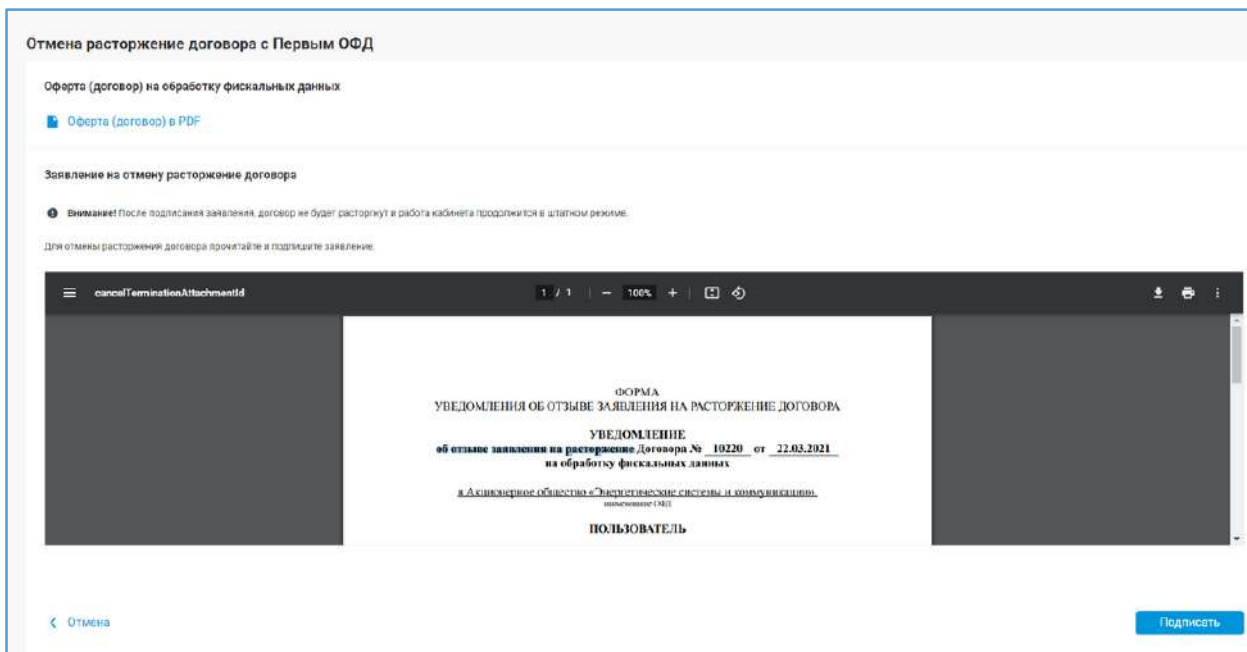 Отмена расторжение договора с Первым ОФД
Оферта (договор) на обработку фискальных данных
Оферта (договор) в PDF
Заявление на отмену расторжение договора
Внимание! После подписания заявления, договор не будет расторгнут и работа кабинета продолжится в штатном режиме.
Для отмены расторжения договора прочитайте и подпишите заявление.
cancelTerminationAttachmentId 1 / 1 − 100% +
ФОРМА
УВЕДОМЛЕНИЯ ОБ ОТЗЫВЕ ЗАЯВЛЕНИЯ НА РАСТОРЖЕНИЕ ДОГОВОРА
УВЕДОМЛЕНИЕ
об отзыве заявления на расторжение Договора № 10220 от 22.03.2021
на обработку фискальных данных
в Акционерное общество «Энергетические системы и коммуникации»
наименование ОФД
ПОЛЬЗОВАТЕЛЬ
Отмена
Подписать